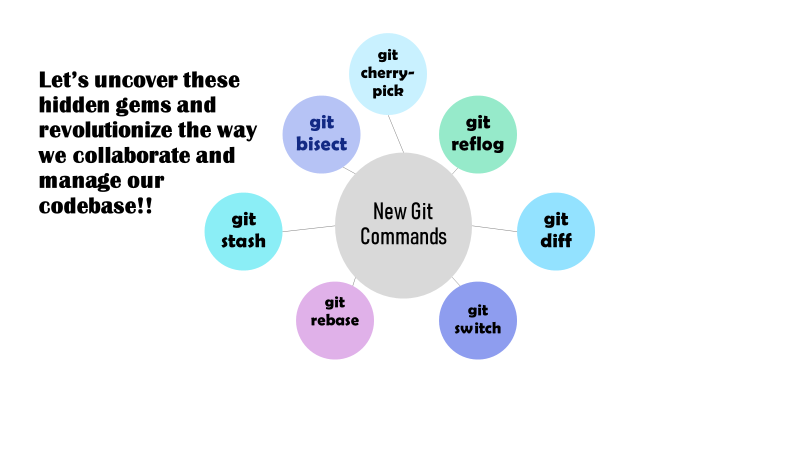 Let’s uncover these
hidden gems and
revolutionize the way
we collaborate and
manage our
codebase!!
git
cherry-
pick
git
bisect
git
reflog
New Git
Commands
git
stash
git
diff
git
rebase
git
switch